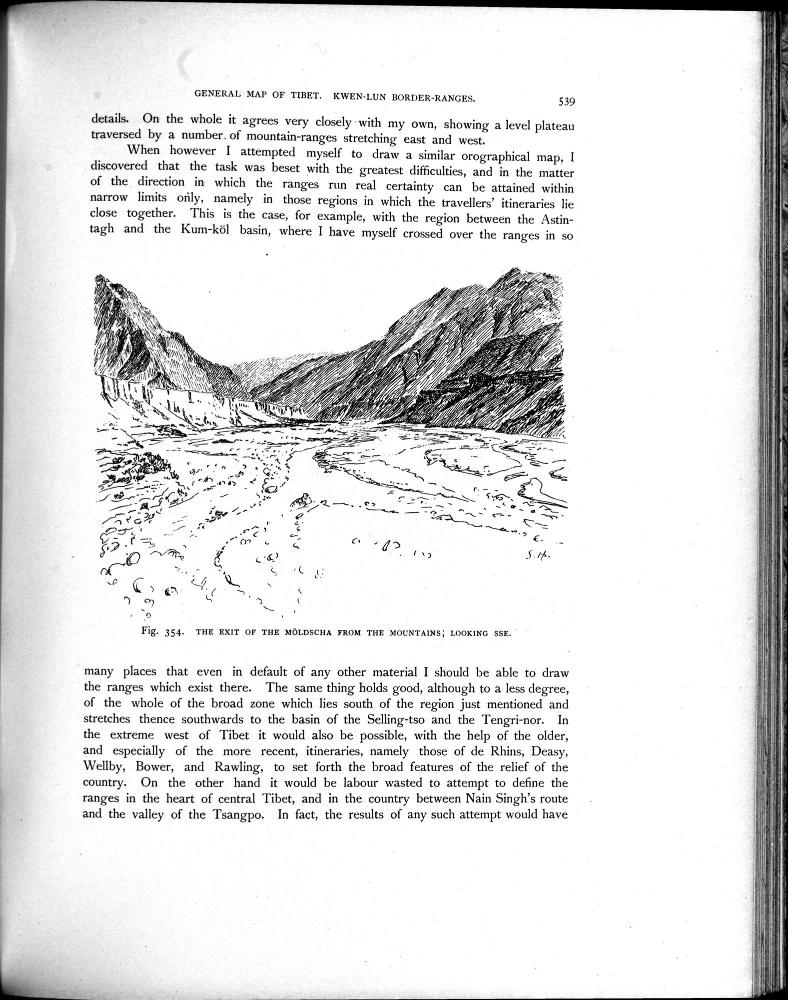 GENERAL MAP OF TIBET. KWEN-LUN BORDER-RANGES. 539
details. On the whole it agrees very closely with my own, showing a level plateau
traversed by a number. of mountain-ranges stretching east and west.
When however I attempted myself to draw a similar orographical map, I
discovered that the task was beset with the greatest difficulties, and in the matter
of the direction in which the ranges run real certainty can be attained within
narrow limits only, namely in those regions in which the travellers' itineraries lie
close together. This is the case, for example, with the region between the Astin-
tagh and the Kum-köl basin, where I have myself crossed over the ranges in so
S. H.
Fig. 354. THE EXIT OF THE MÖLDSCHA FROM THE MOUNTAINS; LOOKING SSE.
many places that even in default of any other material I should be able to draw
the ranges which exist there. The same thing holds good, although to a less degree,
of the whole of the broad zone which lies south of the region just mentioned and
stretches thence southwards to the basin of the Selling-tso and the Tengri-nor. In
the extreme west of Tibet it would also be possible, with the help of the older,
and especially of the more recent, itineraries, namely those of de Rhins, Deasy,
Wellby, Bower, and Rawling, to set forth the broad features of the relief of the
country. On the other hand it would be labour wasted to attempt to define the
ranges in the heart of central Tibet, and in the country between Nain Singh's route
and the valley of the Tsangpo. In fact, the results of any such attempt would have